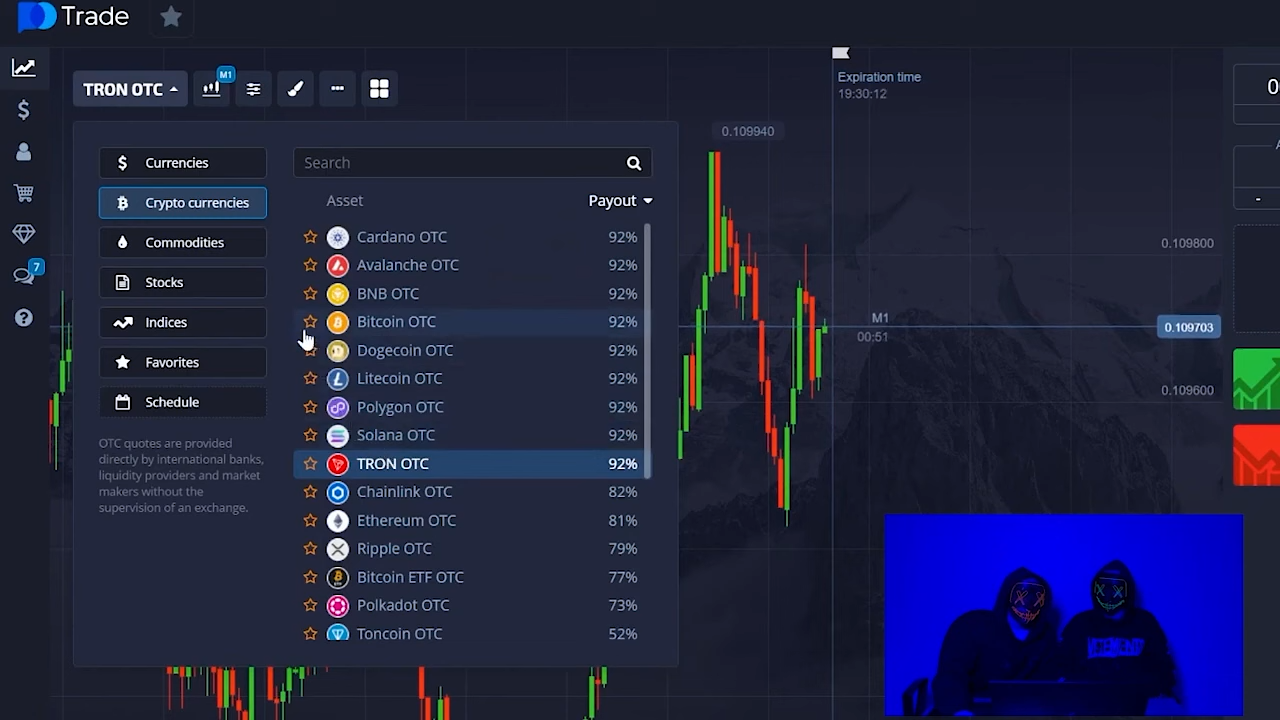 Trade
TRON OTC
M1
Expiration time
19:30:12
0.109940
Currencies
Crypto currencies
Commodities
Stocks
Indices
Favorites
Schedule
OTC quotes are provided
directly by international banks,
liquidity providers and market
makers without the
supervision of an exchange.
Search
Asset Payout
Cardano OTC 92%
Avalanche OTC 92%
BNB OTC 92%
Bitcoin OTC 92%
Dogecoin OTC 92%
Litecoin OTC 92%
Polygon OTC 92%
Solana OTC 92%
TRON OTC 92%
Chainlink OTC 82%
Ethereum OTC 81%
Ripple OTC 79%
Bitcoin ETF OTC 77%
Polkadot OTC 73%
Toncoin OTC 52%
7
M1
00:51
0.109800
0.109703
0.109600
-
VETEMENTS